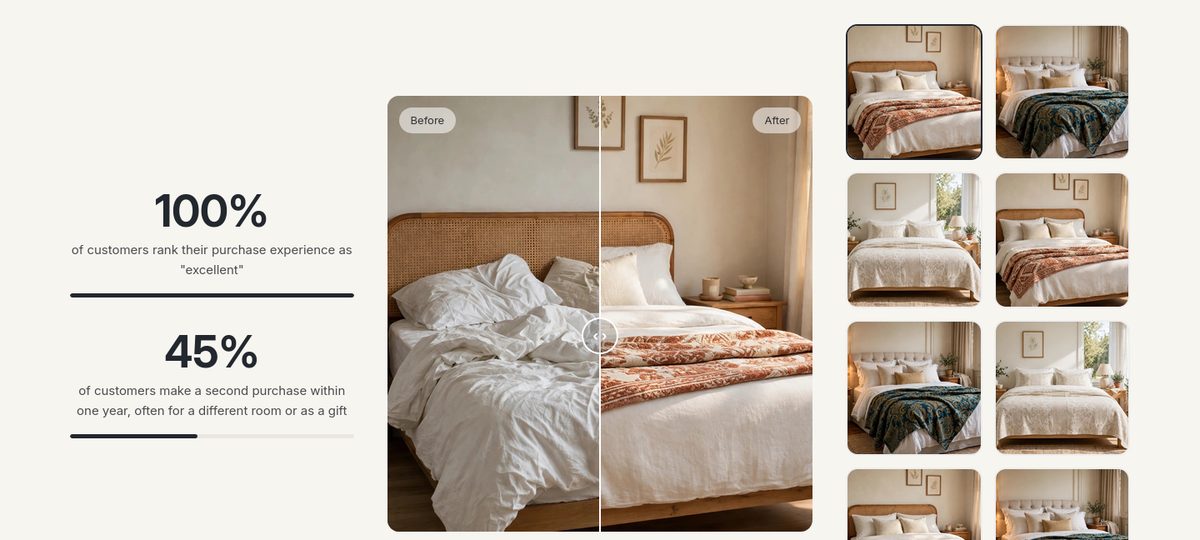 100%
of customers rank their purchase experience as
"excellent"
45%
of customers make a second purchase within
one year, often for a different room or as a gift
Before
After